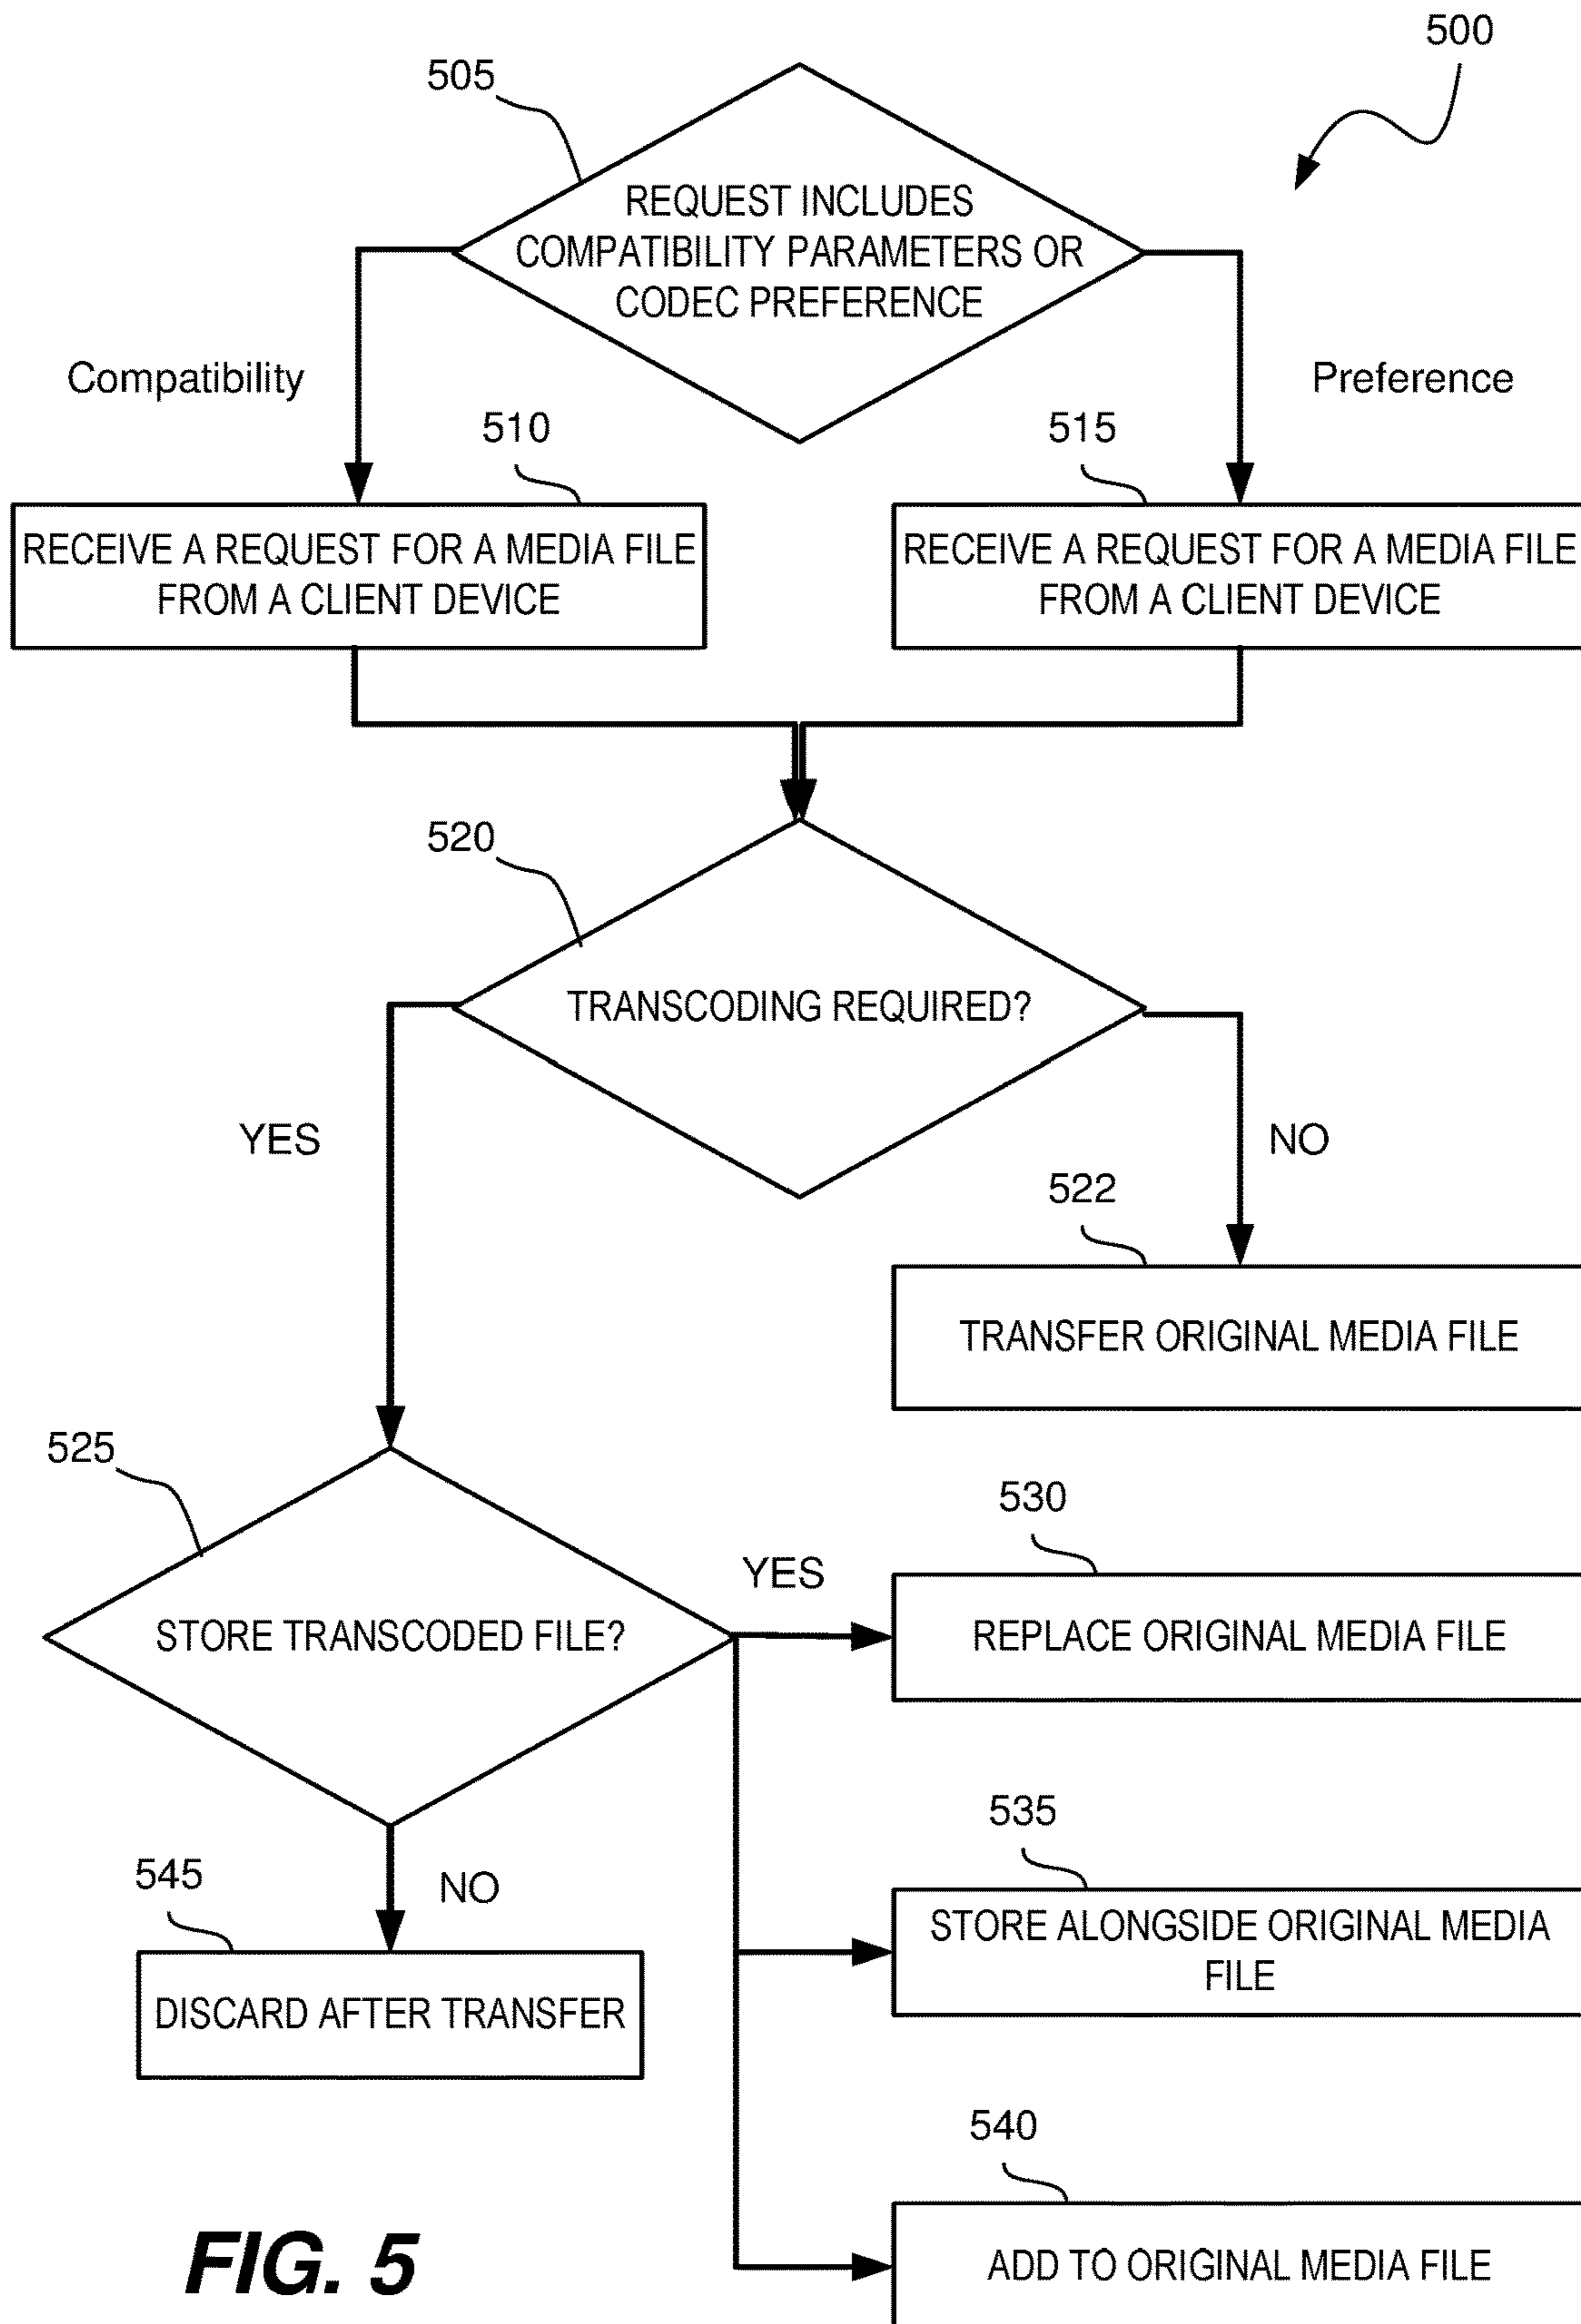 500
505
REQUEST INCLUDES
COMPATIBILITY PARAMETERS OR
CODEC PREFERENCE
Compatibility
Preference
510
515
RECEIVE A REQUEST FOR A MEDIA FILE
FROM A CLIENT DEVICE
RECEIVE A REQUEST FOR A MEDIA FILE
FROM A CLIENT DEVICE
520
TRANSCODING REQUIRED?
YES
NO
522
TRANSFER ORIGINAL MEDIA FILE
525
STORE TRANSCODED FILE?
YES
530
REPLACE ORIGINAL MEDIA FILE
535
STORE ALONGSIDE ORIGINAL MEDIA
FILE
545
NO
DISCARD AFTER TRANSFER
540
ADD TO ORIGINAL MEDIA FILE
FIG. 5